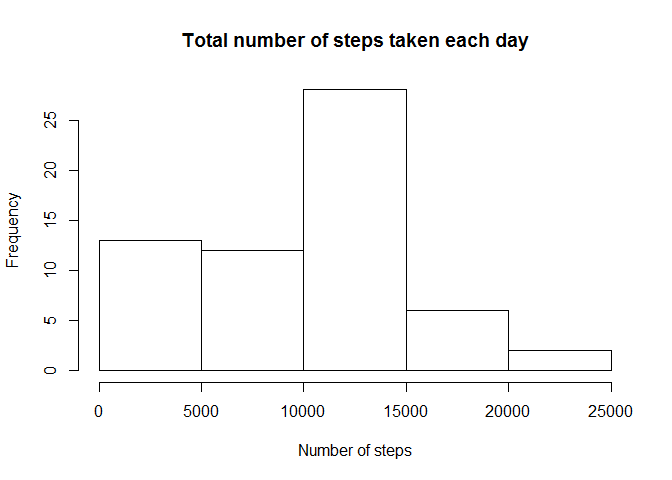 Total number of steps taken each day
Frequency
25
20
15
10
5
0
0 5000 10000 15000 20000 25000
Number of steps